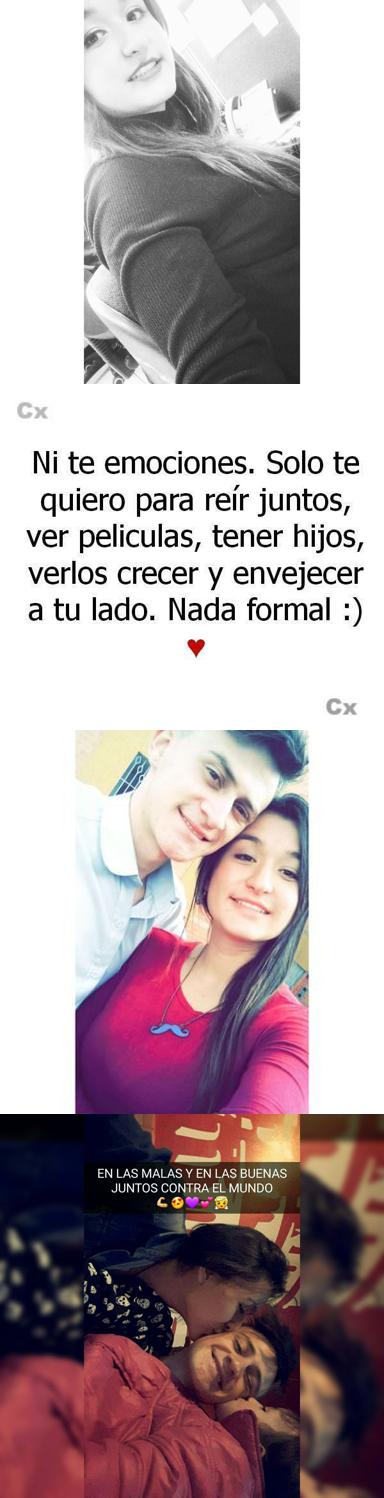 Cx
Ni te emociones. Solo te
quiero para reír juntos,
ver peliculas, tener hijos,
verlos crecer y envejecer
a tu lado. Nada formal :)
♥
Cx
EN LAS MALAS Y EN LAS BUENAS
JUNTOS CONTRA EL MUNDO
💪😍💜💕👰